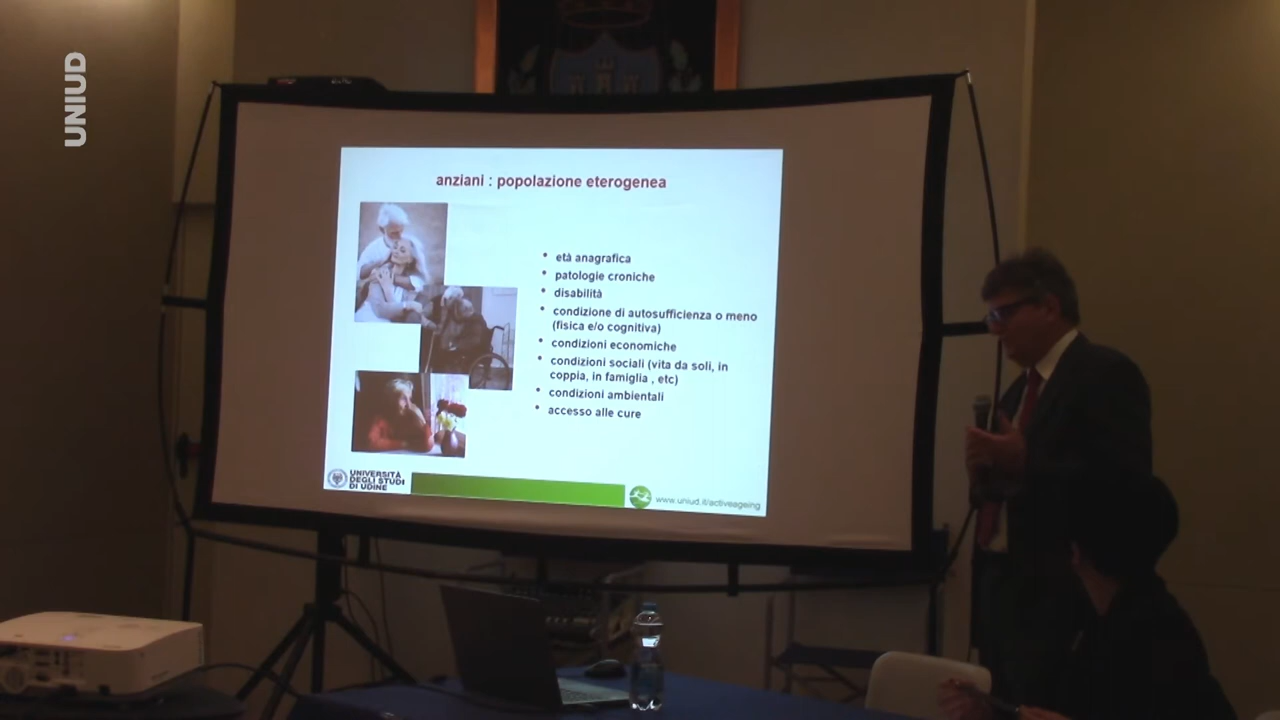 UNIUD
anziani : popolazione eterogenea
• età anagrafica
• patologie croniche
• disabilità
• condizione di autosufficienza o meno
(fisica e/o cognitiva)
• condizioni economiche
• condizioni sociali (vita da soli, in
coppia, in famiglia , etc)
• condizioni ambientali
• accesso alle cure
UNIVERSITÀ
DEGLI STUDI
DI UDINE
www.uniud.it/activeageing